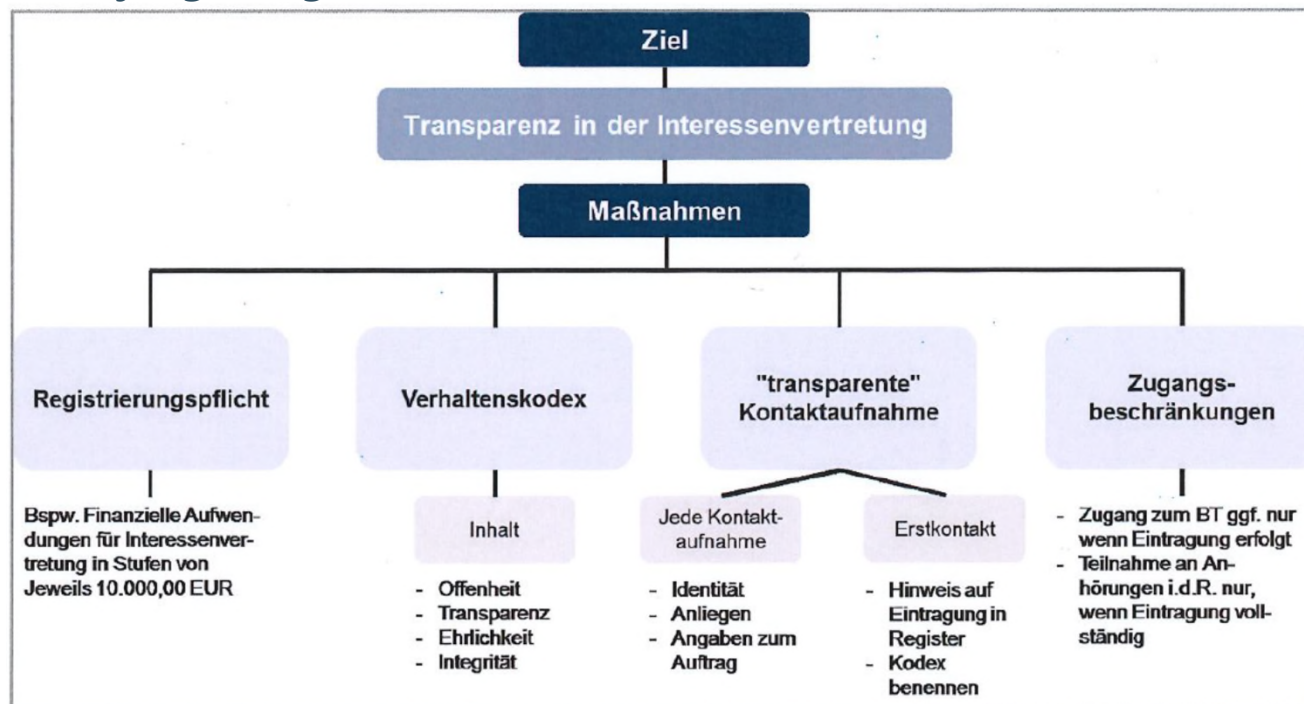 Ziel
Transparenz in der Interessenvertretung
Maßnahmen
Registrierungspflicht
Bspw. Finanzielle Aufwen-
dungen für Interessenver-
tretung in Stufen von
Jeweils 10.000,00 EUR
Verhaltenskodex
Inhalt
- Offenheit
- Transparenz
- Ehrlichkeit
- Integrität
"transparente"
Kontaktaufnahme
Jede Kontakt-
aufnahme
- Identität
- Anliegen
- Angaben zum
Auftrag
Erstkontakt
- Hinweis auf
Eintragung in
Register
- Kodex
benennen
Zugangs-
beschränkungen
- Zugang zum BT ggf. nur
wenn Eintragung erfolgt
- Teilnahme an An-
hörungen i.d.R. nur,
wenn Eintragung voll-
ständig